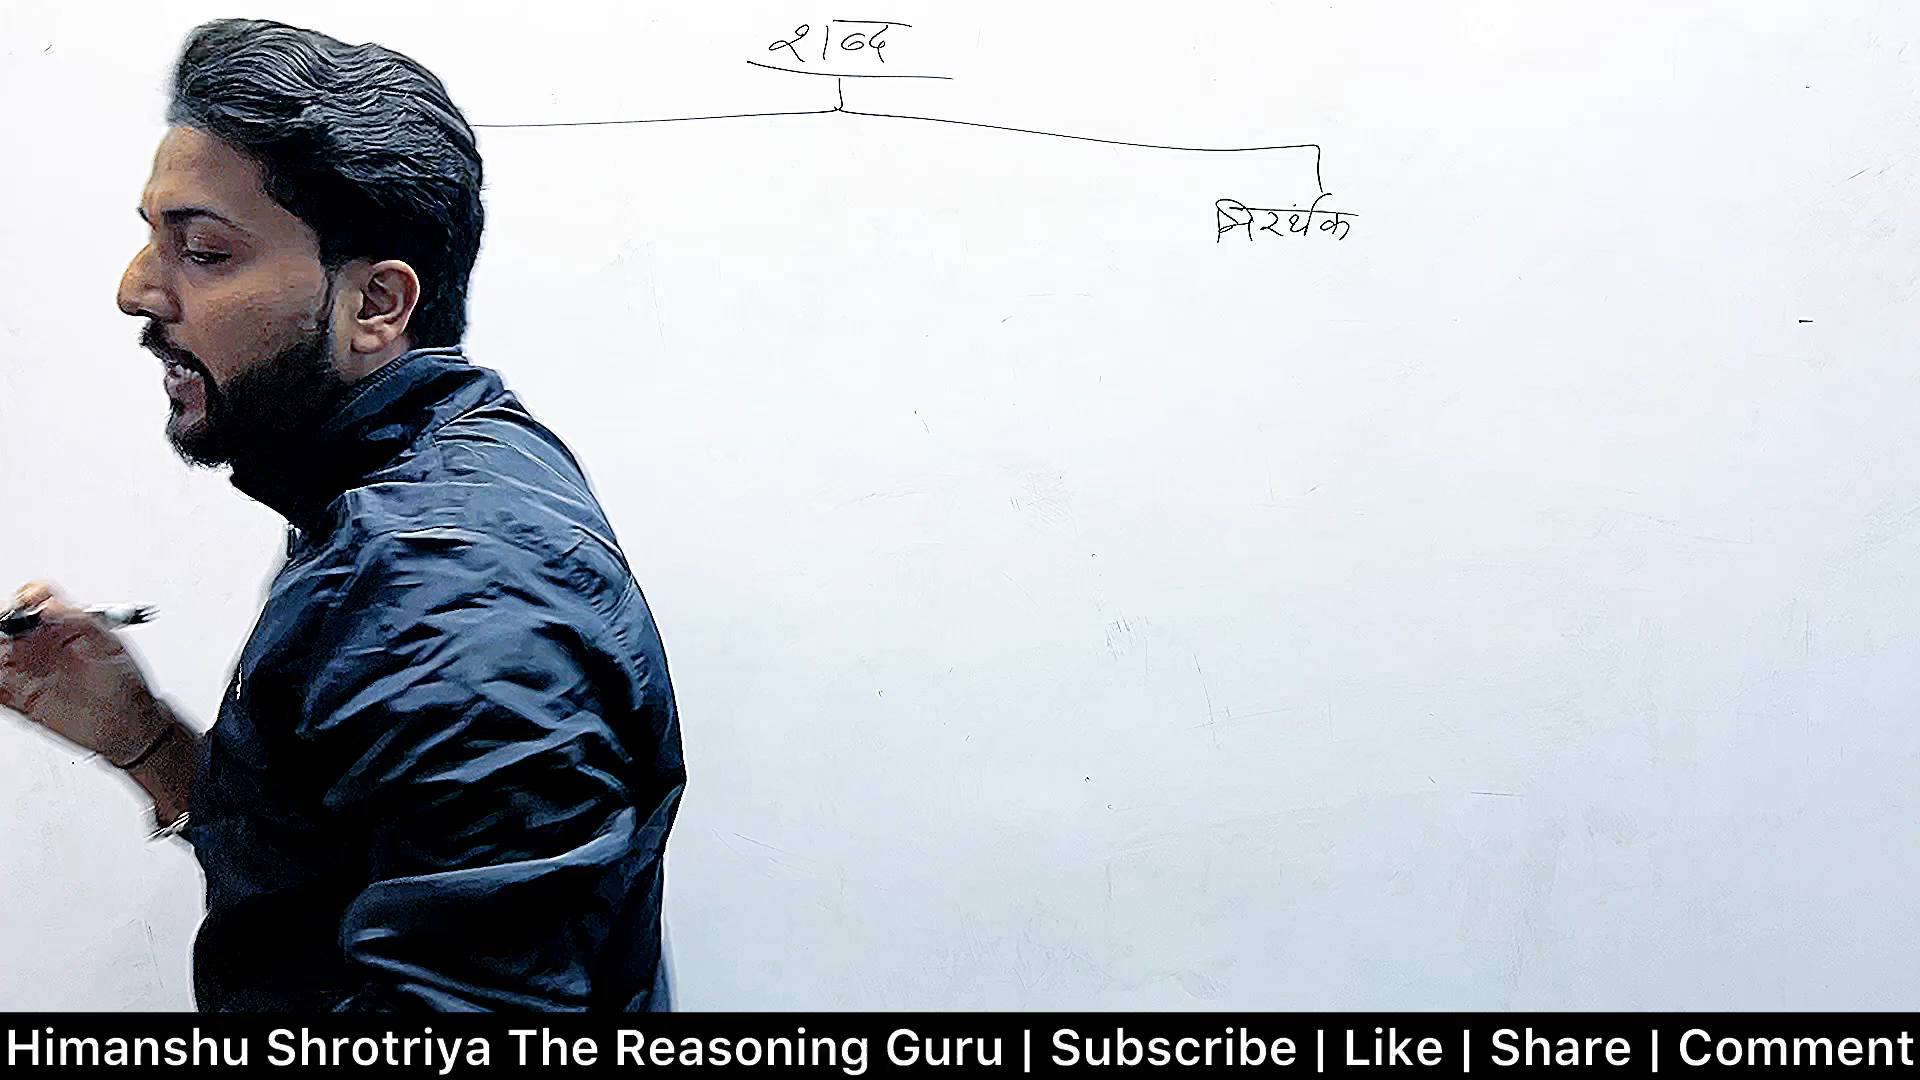 शब्द
निरर्थक
Himanshu Shrotriya The Reasoning Guru | Subscribe | Like | Share | Comment